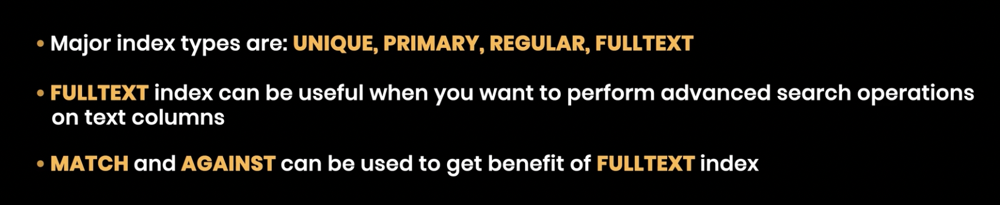 • Major index types are: UNIQUE, PRIMARY, REGULAR, FULLTEXT
• FULLTEXT index can be useful when you want to perform advanced search operations
on text columns
• MATCH and AGAINST can be used to get benefit of FULLTEXT index